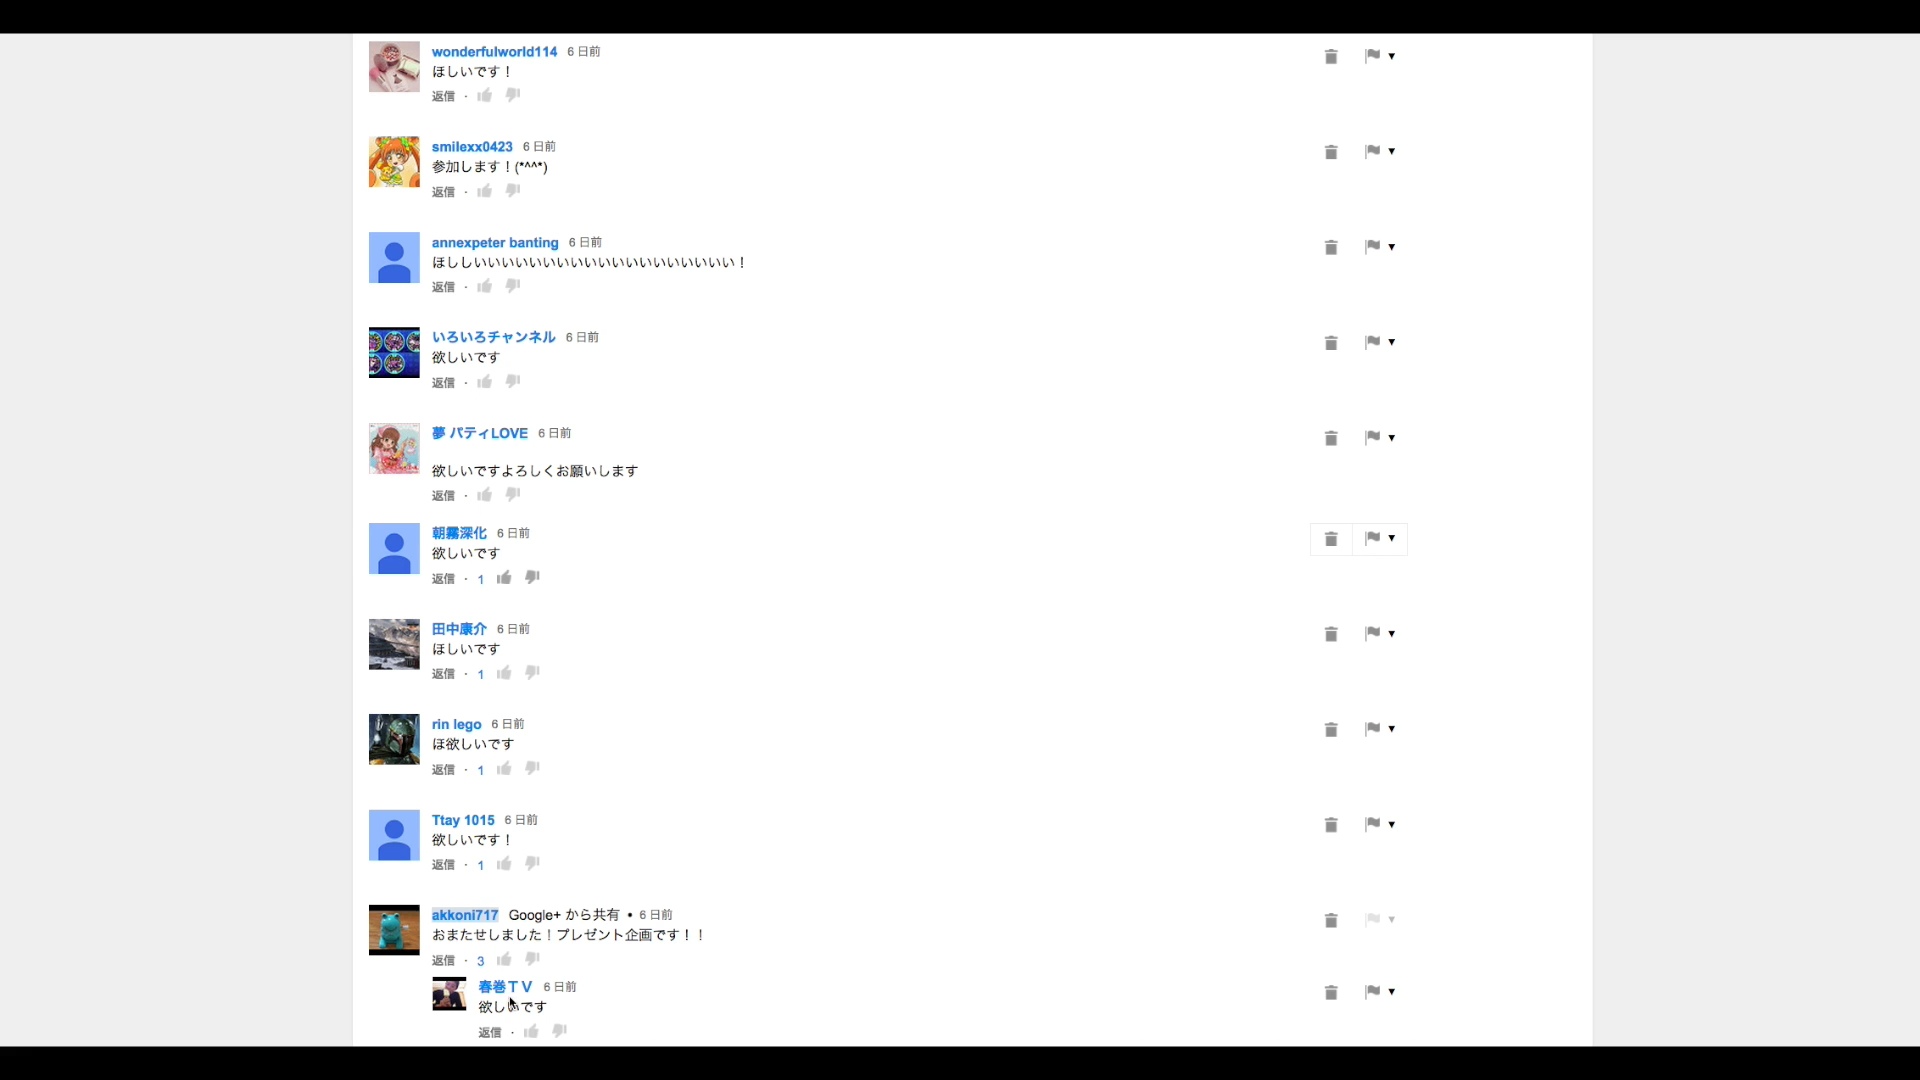 wonderfulworld114 6 日前
ほしいです！
返信 ·
smilexx0423 6 日前
参加します！(*^^*)
返信 ·
annexpeter banting 6 日前
ほししいいいいいいいいいいいいいいいいいいい！
返信 ·
いろいろチャンネル 6 日前
欲しいです
返信 ·
夢 パティLOVE 6 日前
欲しいですよろしくお願いします
返信 ·
朝霧深化 6 日前
欲しいです
返信 · 1
田中康介 6 日前
ほしいです
返信 · 1
rin lego 6 日前
ほ欲しいです
返信 · 1
Ttay 1015 6 日前
欲しいです！
返信 · 1
akkoni717 Google+ から共有 • 6 日前
おまたせしました！プレゼント企画です！！
返信 · 3
春巻ＴＶ 6 日前
欲しいです
返信 ·